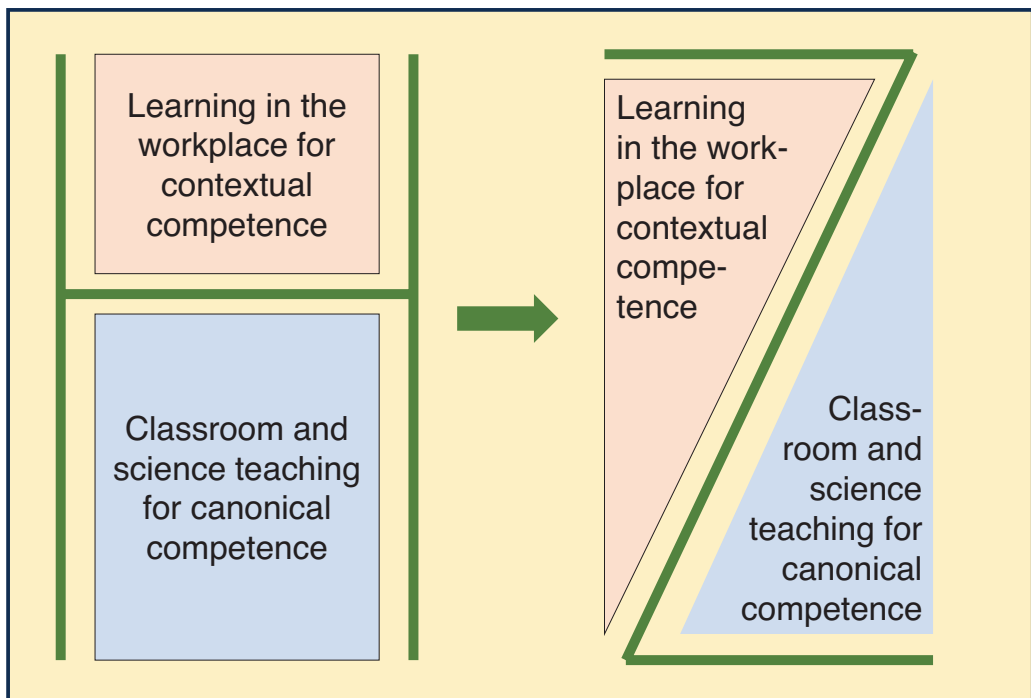 Learning in the
workplace for
contextual
competence
Classroom and
science teaching
for canonical
competence
Learning
in the work-
place for
contextual
compe-
tence
Class-
room and
science
teaching for
canonical
competence